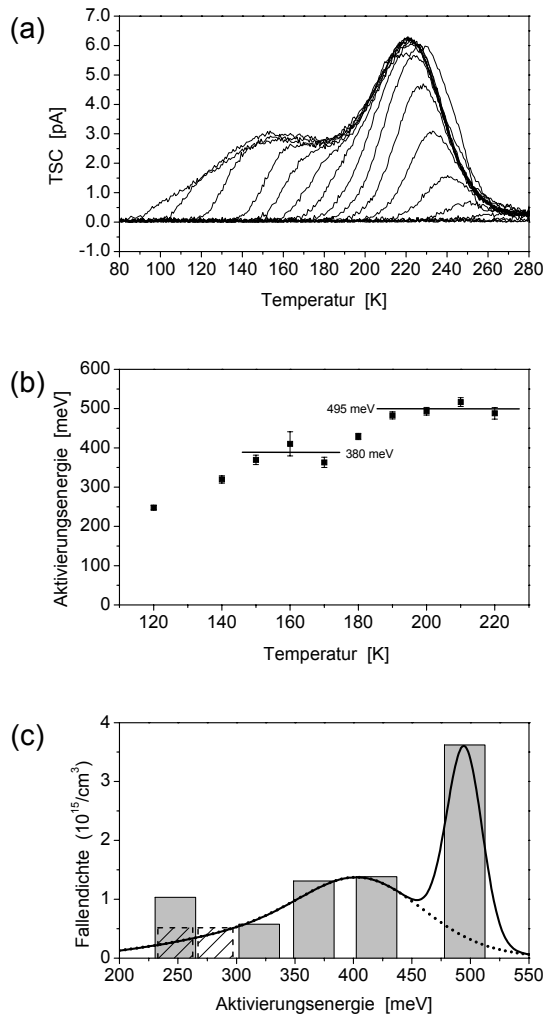 (a)
6.0
5.0
4.0
3.0
2.0
1.0
0.0
-1.0
TSC [pA]
80 100 120 140 160 180 200 220 240 260 280
Temperatur [K]
(b)
600
500
400
300
200
100
0
Aktivierungsenergie [meV]
495 meV
380 meV
120 140 160 180 200 220
Temperatur [K]
(c)
4
3
2
1
0
Fallendichte (10¹⁵/cm³)
200 250 300 350 400 450 500 550
Aktivierungsenergie [meV]